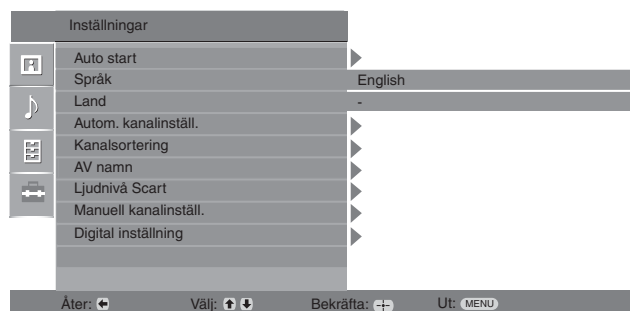 Inställningar
Auto start
Språk English
Land -
Autom. kanalinställ.
Kanalsortering
AV namn
Ljudnivå Scart
Manuell kanalinställ.
Digital inställning
Åter: Välj: Bekräfta: Ut: MENU